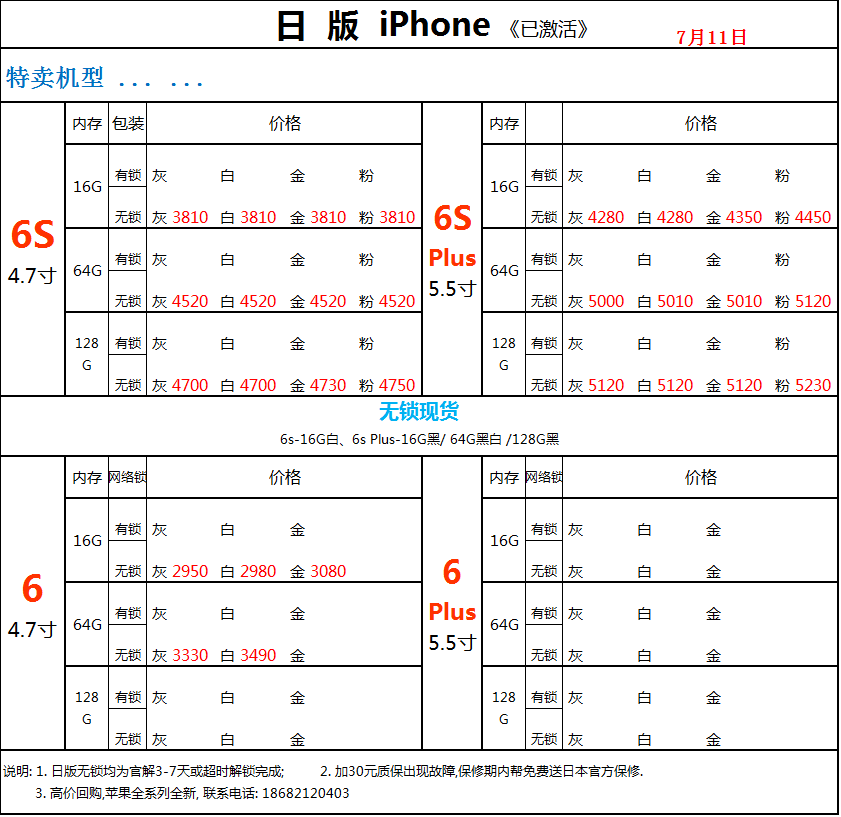 日 版 iPhone 《已激活》 7月11日
特卖机型 ... ...
内存 包装 价格 内存 价格
16G 有锁 灰 白 金 粉 16G 有锁 灰 白 金 粉
无锁 灰 3810 白 3810 金 3810 粉 3810 无锁 灰 4280 白 4280 金 4350 粉 4450
6S 4.7寸 64G 有锁 灰 白 金 粉 6S Plus 5.5寸 64G 有锁 灰 白 金 粉
无锁 灰 4520 白 4520 金 4520 粉 4520 无锁 灰 5000 白 5010 金 5010 粉 5120
128G 有锁 灰 白 金 粉 128G 有锁 灰 白 金 粉
无锁 灰 4700 白 4700 金 4730 粉 4750 无锁 灰 5120 白 5120 金 5120 粉 5230
无锁现货
6s-16G白、6s Plus-16G黑/ 64G黑白 /128G黑
内存 网络锁 价格 内存 网络锁 价格
16G 有锁 灰 白 金 16G 有锁 灰 白 金
无锁 灰 2950 白 2980 金 3080 无锁 灰 白 金
6 4.7寸 64G 有锁 灰 白 金 6 Plus 5.5寸 64G 有锁 灰 白 金
无锁 灰 3330 白 3490 金 无锁 灰 白 金
128G 有锁 灰 白 金 128G 有锁 灰 白 金
无锁 灰 白 金 无锁 灰 白 金
说明: 1. 日版无锁均为官解3-7天或超时解锁完成; 2. 加30元质保出现故障,保修期内帮免费送日本官方保修.
3. 高价回购,苹果全系列全新, 联系电话: 18682120403